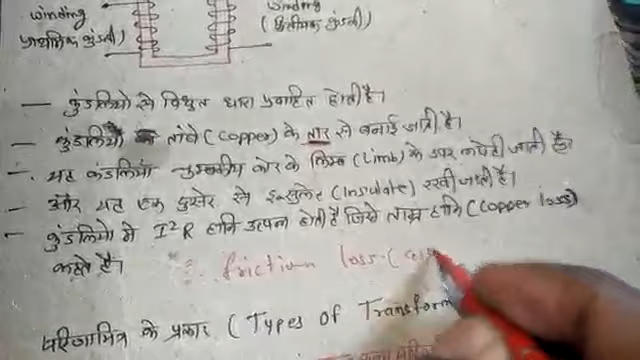 winding
winding
प्राथमिक कुंडली)
(द्वितीयक कुंडली)
— कुंडलियो से विधुत धारा प्रवाहित होती है।
— कुंडलियाँ तांबे (Copper) के तार से बनाई जाती है।
— यह कुंडलियाँ चुम्बकीय कोर के लिम्ब (Limb) के उपर लपेटी जाती है।
— और यह एक दुसरे से इन्सुलेट (Insulate) रखी जाती है।
— कुंडलियो मे I²R हानि उत्पन्न होती है जिसे ताम्र हानि (Copper loss)
कहते है। friction loss
परिणामित्र के प्रकार (Types of Transform